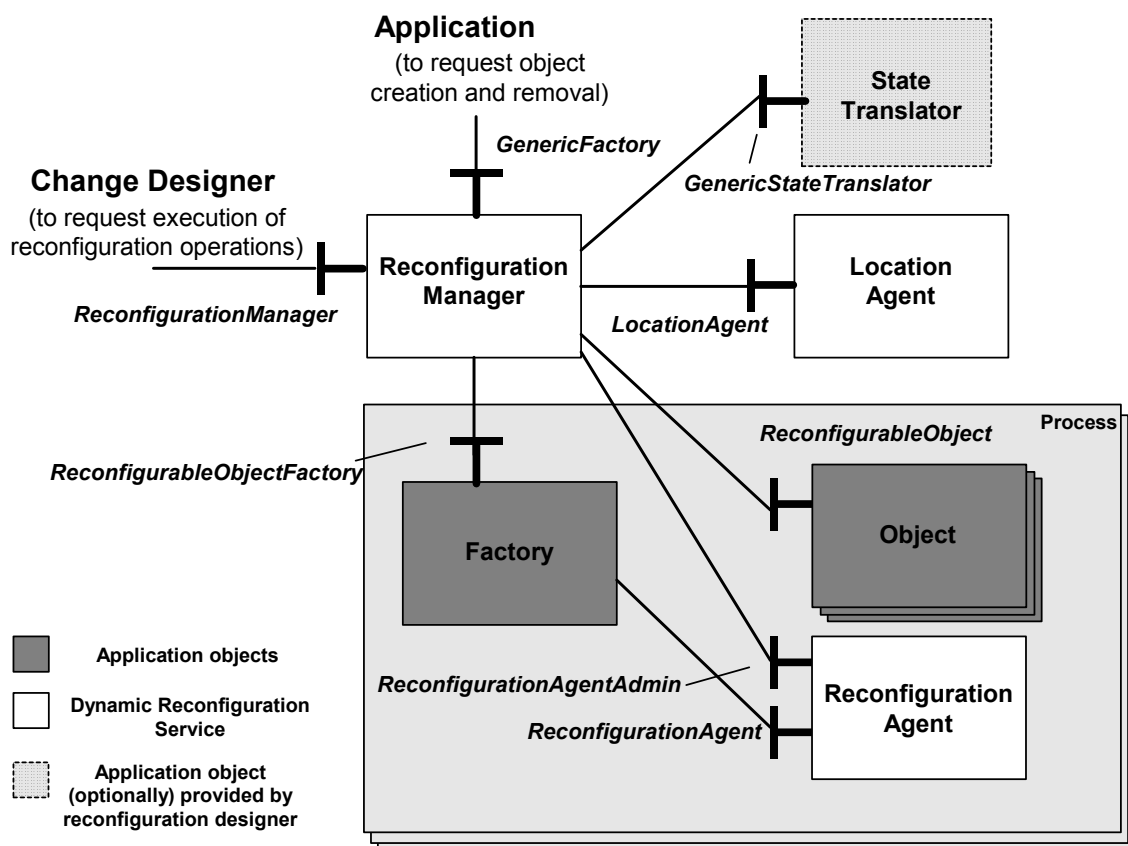 Application
(to request object
creation and removal)
GenericFactory
State
Translator
GenericStateTranslator
Change Designer
(to request execution of
reconfiguration operations)
ReconfigurationManager
Reconfiguration
Manager
Location
Agent
LocationAgent
Process
ReconfigurableObject
ReconfigurableObjectFactory
Factory
Object
ReconfigurationAgentAdmin
ReconfigurationAgent
Reconfiguration
Agent
Application objects
Dynamic Reconfiguration
Service
Application object
(optionally) provided by
reconfiguration designer